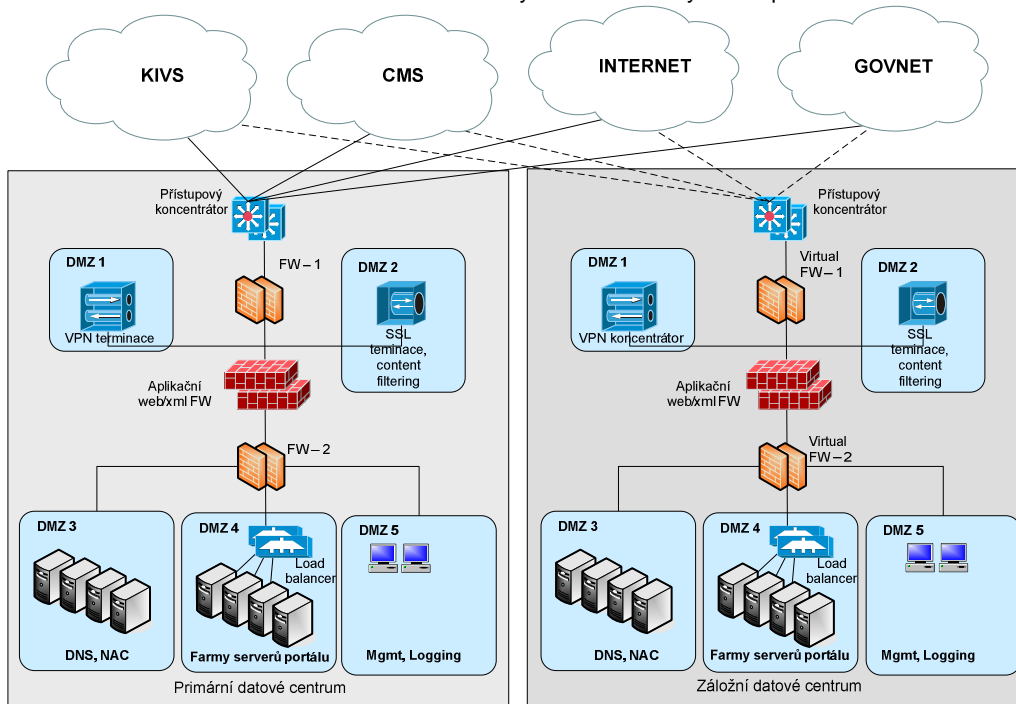 KIVS
CMS
INTERNET
GOVNET
Přístupový
koncentrátor
DMZ 1
VPN terminace
FW – 1
DMZ 2
SSL
teminace,
content
filtering
Aplikační
web/xml FW
FW – 2
DMZ 3
DNS, NAC
DMZ 4
Load
balancer
Farmy serverů portálu
DMZ 5
Mgmt, Logging
Primární datové centrum
Přístupový
koncentrátor
DMZ 1
VPN koncentrátor
Virtual
FW – 1
DMZ 2
SSL
teminace,
content
filtering
Aplikační
web/xml FW
Virtual
FW – 2
DMZ 3
DNS, NAC
DMZ 4
Load
balancer
Farmy serverů portálu
DMZ 5
Mgmt, Logging
Záložní datové centrum